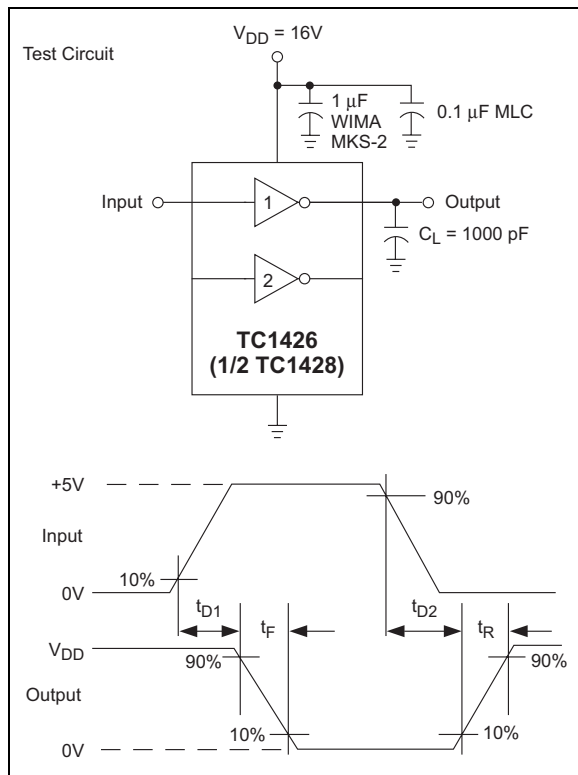 Test Circuit
V_DD = 16V
1 μF
WIMA
MKS-2
0.1 μF MLC
Input
1
Output
C_L = 1000 pF
2
TC1426
(1/2 TC1428)
+5V
90%
Input
10%
0V
t_D1
t_F
t_D2
t_R
V_DD
90%
90%
Output
10%
10%
0V